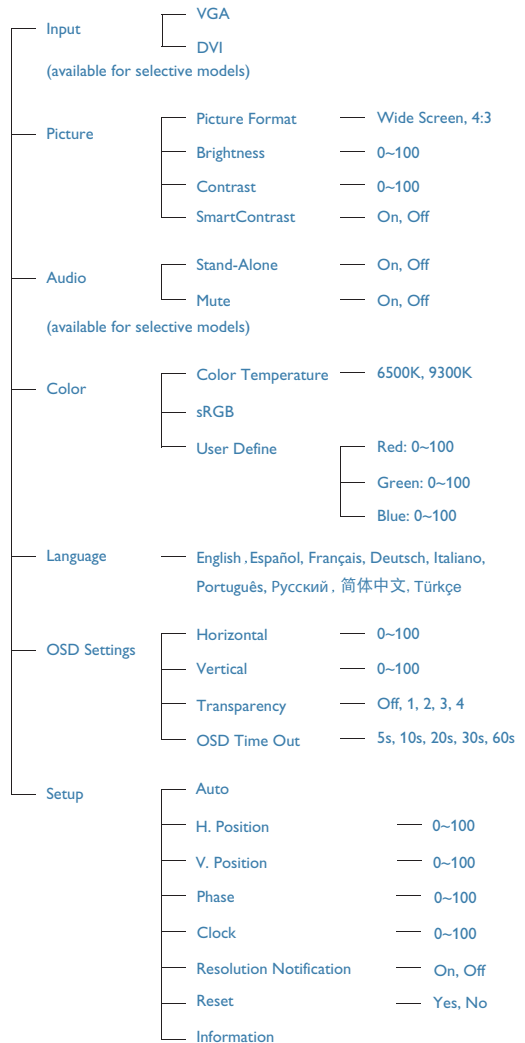 VGA
Input
DVI
(available for selective models)
Picture Format Wide Screen, 4:3
Picture
Brightness 0~100
Contrast 0~100
SmartContrast On, Off
Stand-Alone On, Off
Audio
Mute On, Off
(available for selective models)
Color Temperature 6500K, 9300K
Color
sRGB
User Define Red: 0~100
Green: 0~100
Blue: 0~100
Language English , Español, Français, Deutsch, Italiano,
Português, Русский , 简体中文, Türkçe
Horizontal 0~100
OSD Settings
Vertical 0~100
Transparency Off, 1, 2, 3, 4
OSD Time Out 5s, 10s, 20s, 30s, 60s
Setup Auto
H. Position 0~100
V. Position 0~100
Phase 0~100
Clock 0~100
Resolution Notification On, Off
Reset Yes, No
Information